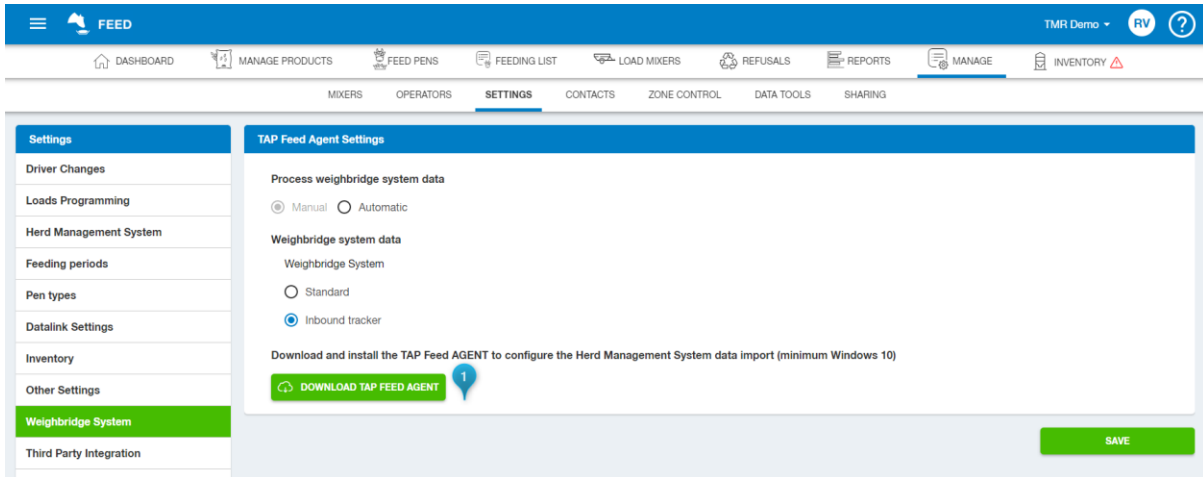 FEED
TMR Demo
RV
?
DASHBOARD
MANAGE PRODUCTS
FEED PENS
FEEDING LIST
LOAD MIXERS
REFUSALS
REPORTS
MANAGE
INVENTORY
MIXERS
OPERATORS
SETTINGS
CONTACTS
ZONE CONTROL
DATA TOOLS
SHARING
Settings
Driver Changes
Loads Programming
Herd Management System
Feeding periods
Pen types
Datalink Settings
Inventory
Other Settings
Weighbridge System
Third Party Integration
TAP Feed Agent Settings
Process weighbridge system data
Manual Automatic
Weighbridge system data
Weighbridge System
Standard
Inbound tracker
Download and install the TAP Feed AGENT to configure the Herd Management System data import (minimum Windows 10)
DOWNLOAD TAP FEED AGENT
1
SAVE